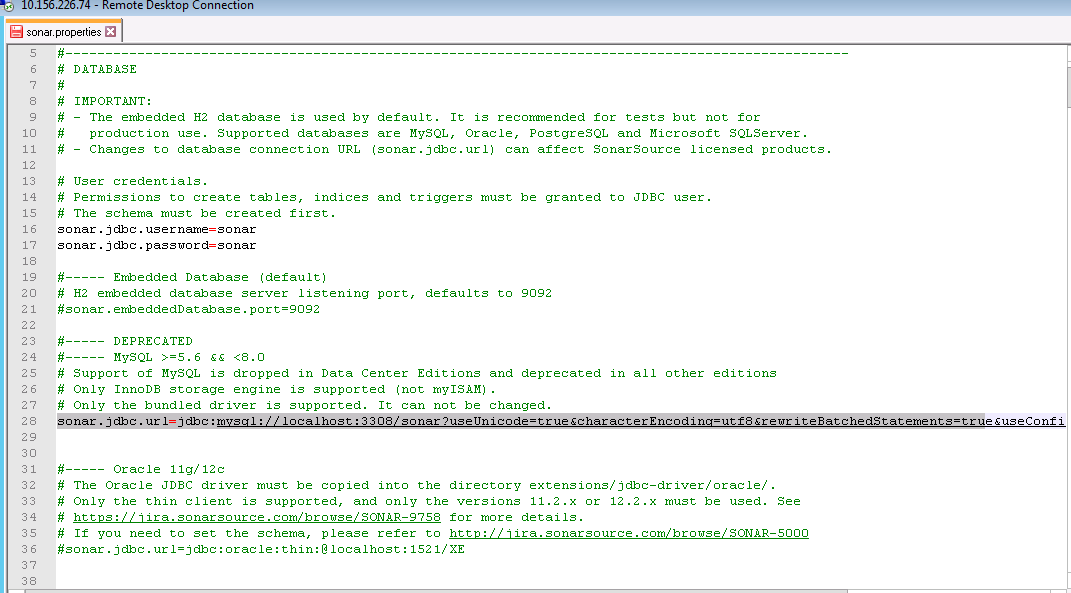 10.156.226.74 - Remote Desktop Connection
sonar.properties
5 #--------------------------------------------------------------------------------------------------
6 # DATABASE
7 #
8 # IMPORTANT:
9 # - The embedded H2 database is used by default. It is recommended for tests but not for
10 #   production use. Supported databases are MySQL, Oracle, PostgreSQL and Microsoft SQLServer.
11 # - Changes to database connection URL (sonar.jdbc.url) can affect SonarSource licensed products.
12
13 # User credentials.
14 # Permissions to create tables, indices and triggers must be granted to JDBC user.
15 # The schema must be created first.
16 sonar.jdbc.username=sonar
17 sonar.jdbc.password=sonar
18
19 #----- Embedded Database (default)
20 # H2 embedded database server listening port, defaults to 9092
21 #sonar.embeddedDatabase.port=9092
22
23 #----- DEPRECATED
24 #----- MySQL >=5.6 && <8.0
25 # Support of MySQL is dropped in Data Center Editions and deprecated in all other editions
26 # Only InnoDB storage engine is supported (not myISAM).
27 # Only the bundled driver is supported. It can not be changed.
28 sonar.jdbc.url=jdbc:mysql://localhost:3308/sonar?useUnicode=true&characterEncoding=utf8&rewriteBatchedStatements=true&useConfi
29
30
31 #----- Oracle 11g/12c
32 # The Oracle JDBC driver must be copied into the directory extensions/jdbc-driver/oracle/.
33 # Only the thin client is supported, and only the versions 11.2.x or 12.2.x must be used. See
34 # https://jira.sonarsource.com/browse/SONAR-9758 for more details.
35 # If you need to set the schema, please refer to http://jira.sonarsource.com/browse/SONAR-5000
36 #sonar.jdbc.url=jdbc:oracle:thin:@localhost:1521/XE
37
38